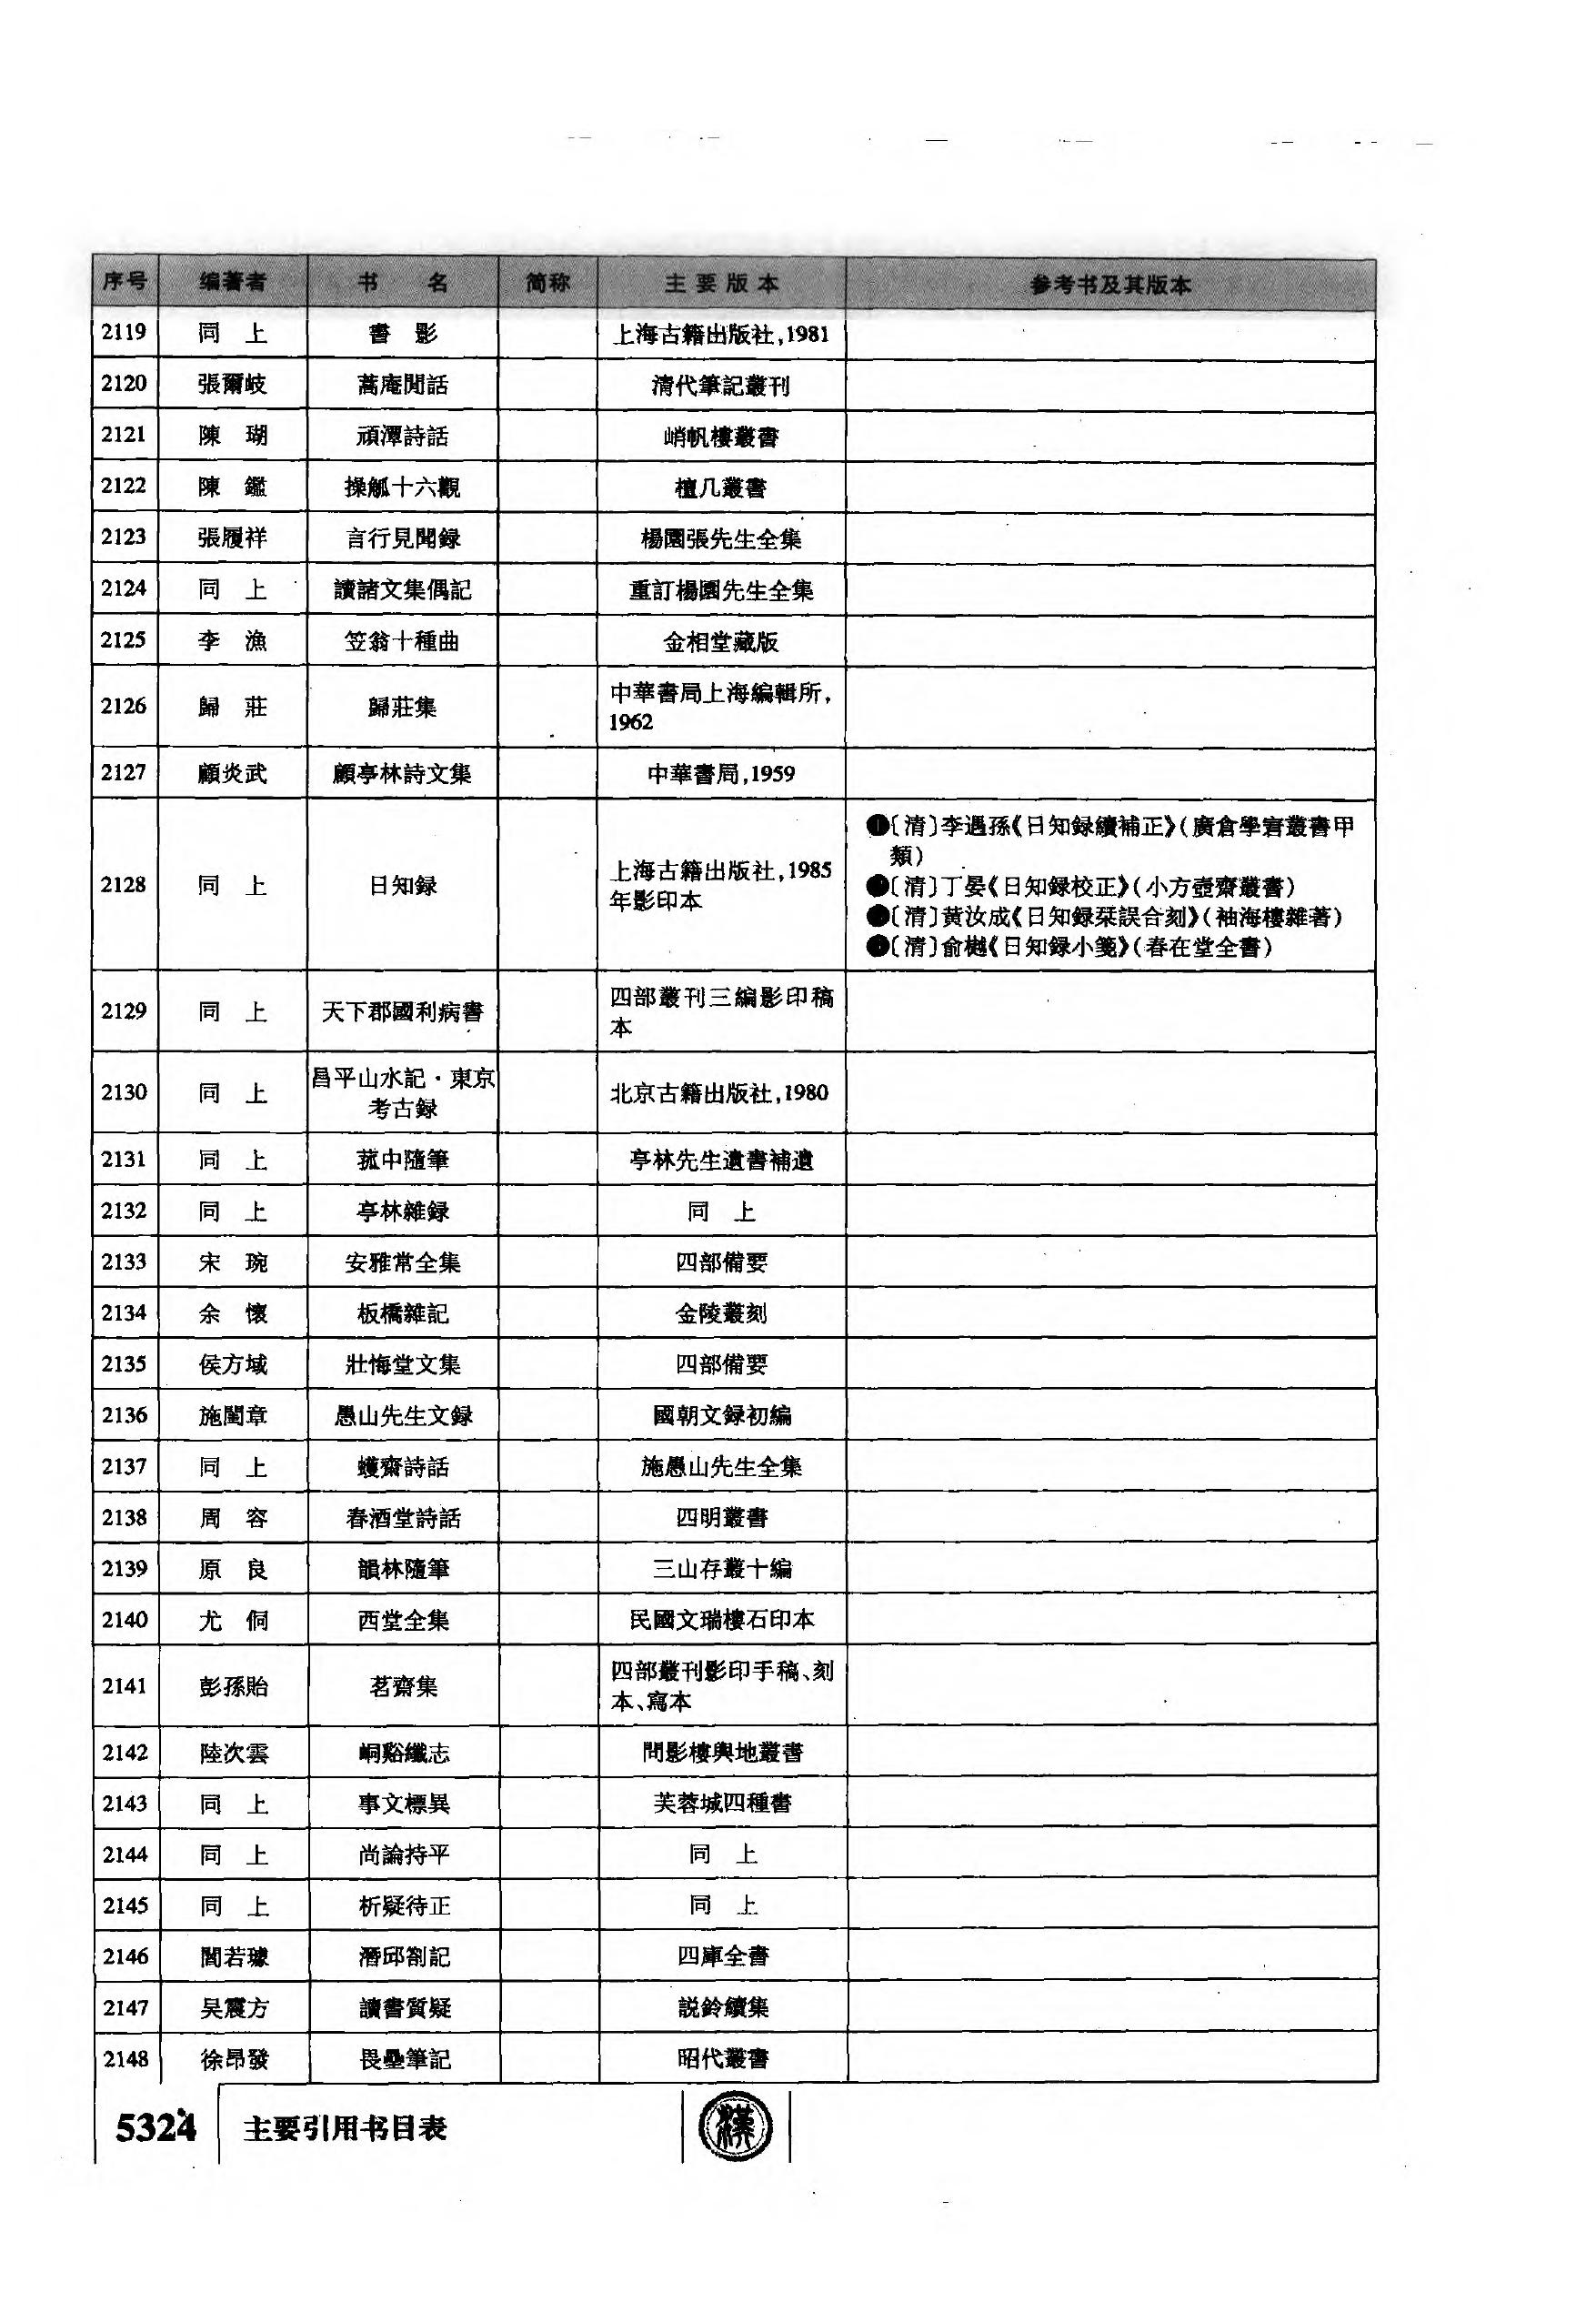 序号 编著者 书 名 简称 主要版本 参考书及其版本
2119 同 上 書 影 上海古籍出版社,1981
2120 張爾岐 蒿庵閒話 清代筆記叢刊
2121 陳 瑚 頑潭詩話 峭帆樓叢書
2122 陳 鑑 操觚十六觀 檀几叢書
2123 張履祥 言行見聞録 楊園張先生全集
2124 同 上 讀諸文集偶記 重訂楊園先生全集
2125 李 漁 笠翁十種曲 金相堂藏版
2126 歸 莊 歸莊集 中華書局上海編輯所,
1962
2127 顧炎武 顧亭林詩文集 中華書局,1959
2128 同 上 日知録 上海古籍出版社,1985
年影印本
❶〔清〕李遇孫《日知録續補正》(廣倉學宭叢書甲
類)
❷〔清〕丁晏《日知録校正》(小方壺齋叢書)
❸〔清〕黄汝成《日知録栞誤合刻》(袖海樓雜著)
❹〔清〕俞樾《日知録小箋》(春在堂全書)
2129 同 上 天下郡國利病書 四部叢刊三編影印稿
本
2130 同 上 昌平山水記·東京
考古録 北京古籍出版社,1980
2131 同 上 菰中隨筆 亭林先生遺書補遺
2132 同 上 亭林雜録 同 上
2133 宋 琬 安雅常全集 四部備要
2134 余 懷 板橋雜記 金陵叢刻
2135 侯方域 壯悔堂文集 四部備要
2136 施閏章 愚山先生文録 國朝文録初編
2137 同 上 蠖齋詩話 施愚山先生全集
2138 周 容 春酒堂詩話 四明叢書
2139 原 良 韻林隨筆 三山存叢十編
2140 尤 侗 西堂全集 民國文瑞樓石印本
2141 彭孫貽 茗齋集 四部叢刊影印手稿、刻
本、寫本
2142 陸次雲 峒谿纖志 問影樓輿地叢書
2143 同 上 事文標異 芙蓉城四種書
2144 同 上 尚論持平 同 上
2145 同 上 析疑待正 同 上
2146 閻若璩 潛邱劄記 四庫全書
2147 吴震方 讀書質疑 説鈴續集
2148 徐昂發 畏壘筆記 昭代叢書
5324 主要引用书目表 漢